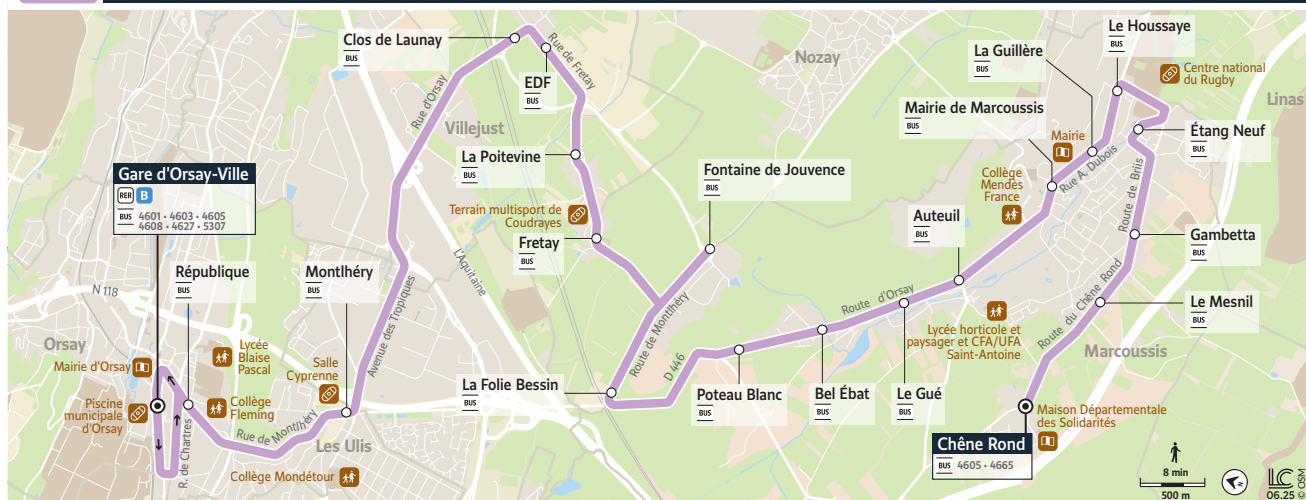 Clos de Launay
BUS
EDF
BUS
Rue de Fretay
Rue d'Orsay
Villejust
La Poitevine
BUS
Nozay
Le Houssaye
BUS
La Guillère
BUS
Centre national
du Rugby
Linas
Mairie de Marcoussis
BUS
Mairie
Étang Neuf
BUS
Rue A. Dubois
Collège
Mendès
France
Route de Briis
Gare d'Orsay-Ville
RER B
BUS 4601 • 4603 • 4605
4608 • 4627 • 5307
Fontaine de Jouvence
BUS
Terrain multisport de
Coudrayes
Fretay
BUS
Auteuil
BUS
Gambetta
BUS
République
BUS
Montlhéry
BUS
L'Aquitaine
N 118
Avenue des Tropiques
Route de Montlhéry
Route d'Orsay
Route du Chêne Rond
Le Mesnil
BUS
Orsay
Mairie d'Orsay
Lycée
Blaise
Pascal
Salle
Cyprenne
D 446
Lycée horticole et
paysager et CFA/UFA
Saint-Antoine
Marcoussis
La Folie Bessin
BUS
Poteau Blanc
BUS
Bel Ébat
BUS
Le Gué
BUS
Piscine
municipale
d'Orsay
Collège
Fleming
R. de Chartres
Rue de Montlhéry
Les Ulis
Collège Mondétour
Maison Départementale
des Solidarités
Chêne Rond
BUS 4605 • 4665
8 min
500 m
LC
06.25
© OSM